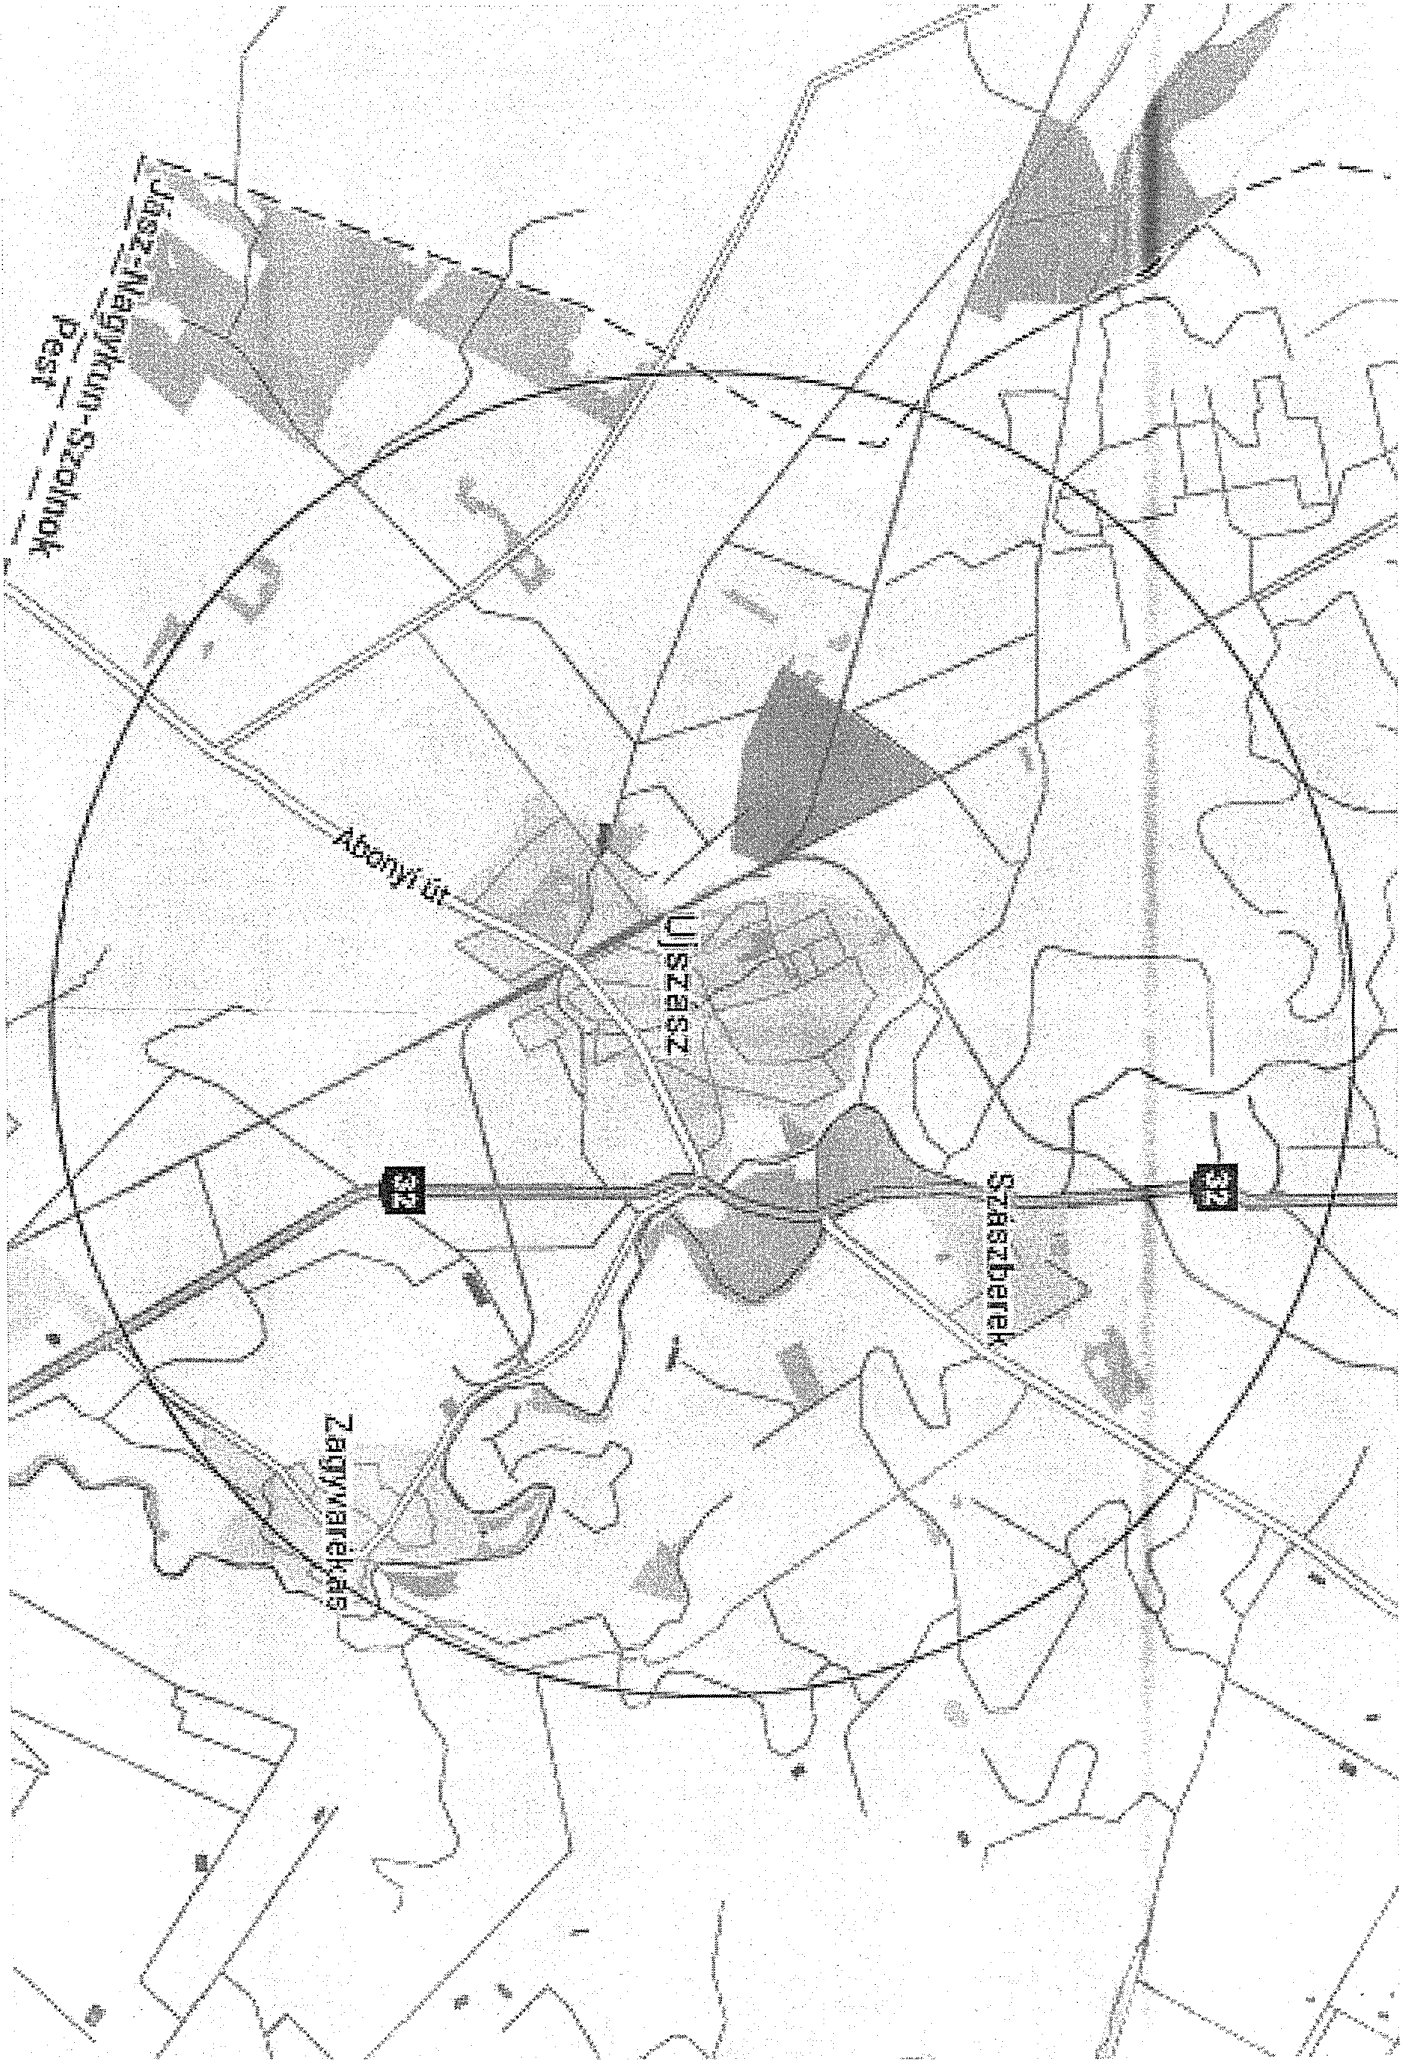 Jász-Nagykun-Szolnok
Pest
Abonyi út
Újszász
32
32
Szászberek
Zagyvarékas